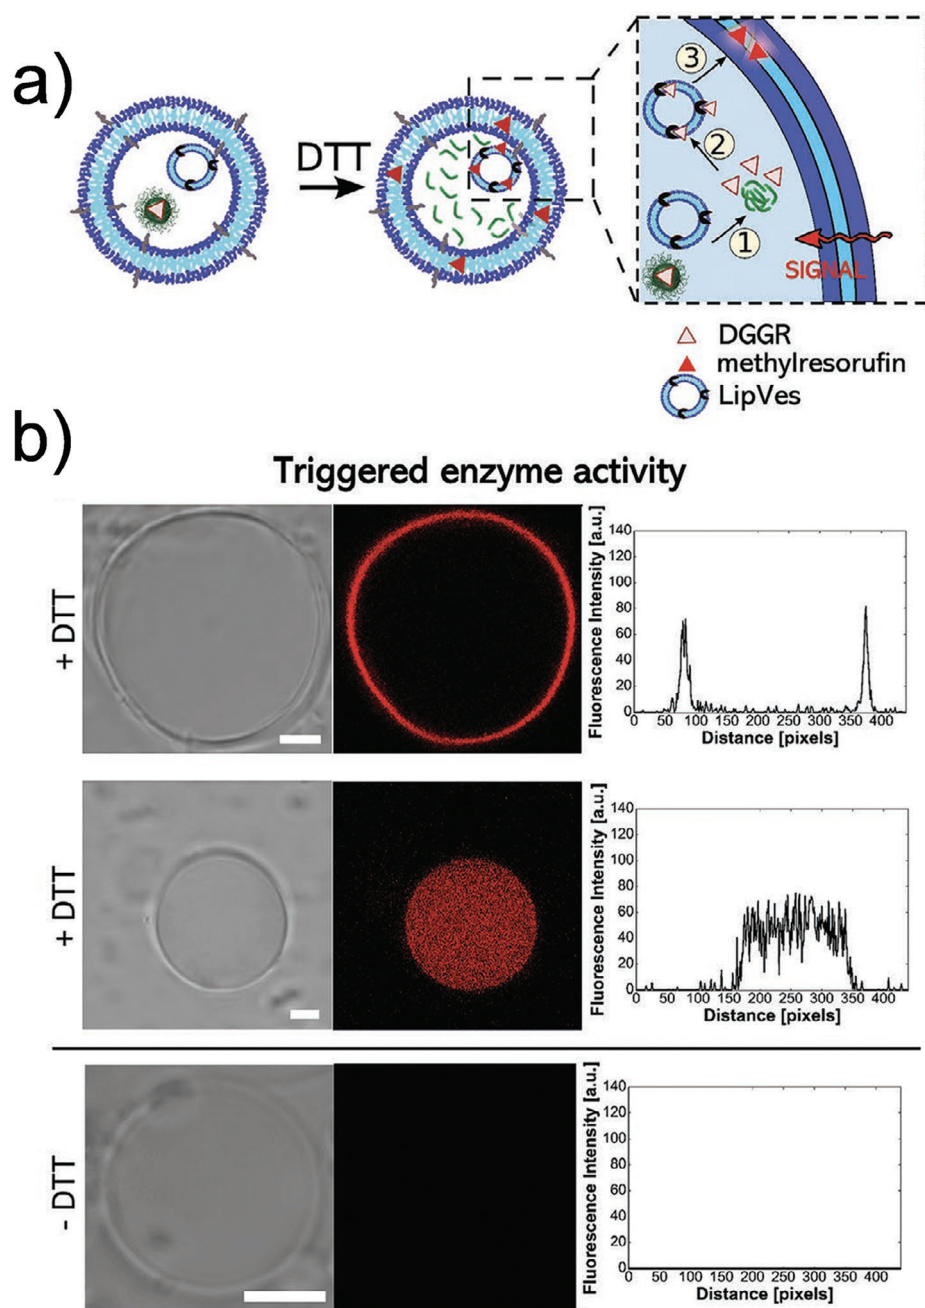 a)
DTT
3
2
1
SIGNAL
DGGR
methylresorufin
LipVes
b)
Triggered enzyme activity
+ DTT
Fluorescence Intensity [a.u.]
140
120
100
80
60
40
20
0
0 50 100 150 200 250 300 350 400
Distance [pixels]
+ DTT
Fluorescence Intensity [a.u.]
140
120
100
80
60
40
20
0
0 50 100 150 200 250 300 350 400
Distance [pixels]
- DTT
Fluorescence Intensity [a.u.]
140
120
100
80
60
40
20
0
0 50 100 150 200 250 300 350 400
Distance [pixels]